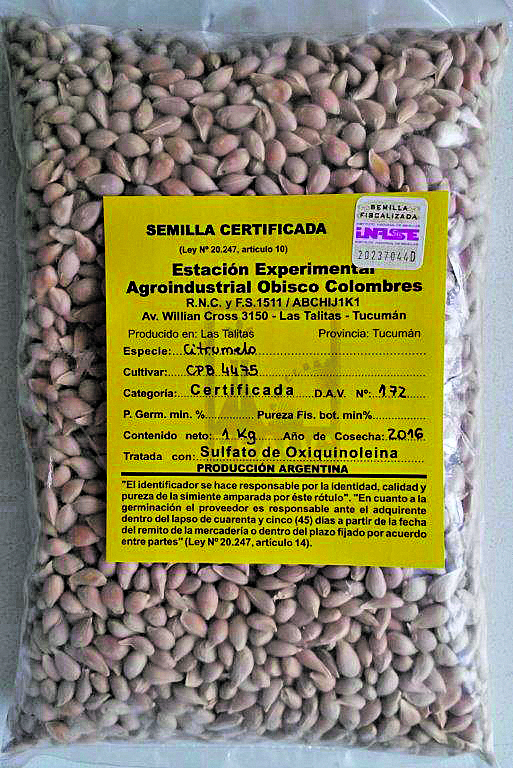 SEMILLA CERTIFICADA
(Ley Nº 20.247, artículo 10)
SEMILLA
FISCALIZADA
INASE
20237044D
Estación Experimental
Agroindustrial Obisco Colombres
R.N.C. y F.S.1511 / ABCHIJ1K1
Av. Willian Cross 3150 - Las Talitas - Tucumán
Producido en: Las Talitas Provincia: Tucumán
Especie: Citrumelo
Cultivar: CPB 4475
Categoría: Certificada D.A.V. Nº: 172
P. Germ. min. % Pureza Fis. bot. min%
Contenido neto: 1 Kg Año de Cosecha: 2016
Tratada con: Sulfato de Oxiquinoleina
PRODUCCIÓN ARGENTINA
"El identificador se hace responsable por la identidad, calidad y
pureza de la simiente amparada por éste rótulo". "En cuanto a la
germinación el proveedor es responsable ante el adquirente
dentro del lapso de cuarenta y cinco (45) días a partir de la fecha
del remito de la mercadería o dentro del plazo fijado por acuerdo
entre partes" (Ley Nº 20.247, artículo 14).